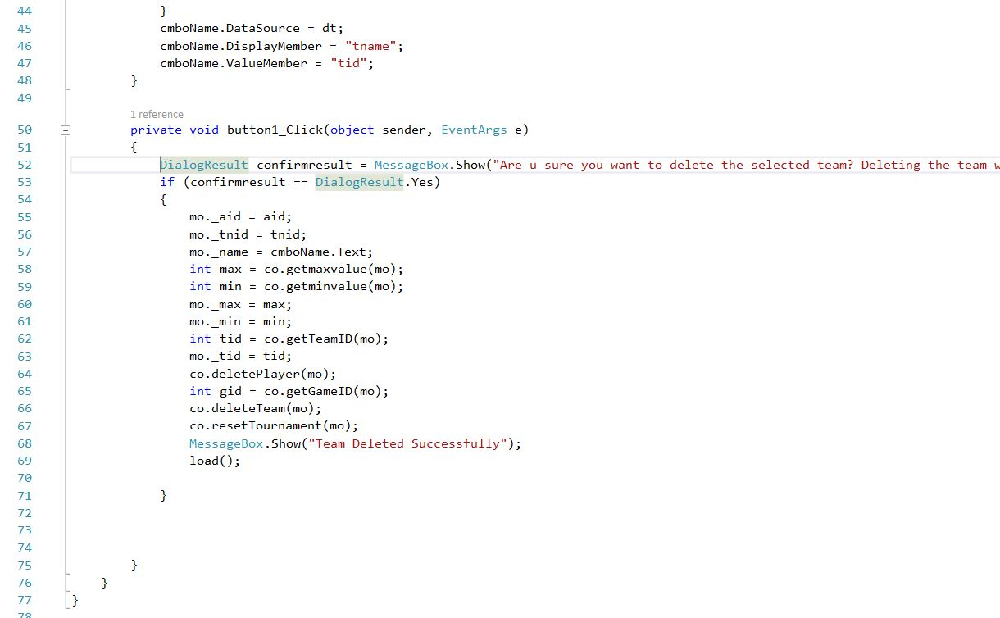 44 }
45 cmboName.DataSource = dt;
46 cmboName.DisplayMember = "tname";
47 cmboName.ValueMember = "tid";
48 }
49
1 reference
50 private void button1_Click(object sender, EventArgs e)
51 {
52 DialogResult confirmresult = MessageBox.Show("Are u sure you want to delete the selected team? Deleting the team w
53 if (confirmresult == DialogResult.Yes)
54 {
55 mo._aid = aid;
56 mo._tnid = tnid;
57 mo._name = cmboName.Text;
58 int max = co.getmaxvalue(mo);
59 int min = co.getminvalue(mo);
60 mo._max = max;
61 mo._min = min;
62 int tid = co.getTeamID(mo);
63 mo._tid = tid;
64 co.deletePlayer(mo);
65 int gid = co.getGameID(mo);
66 co.deleteTeam(mo);
67 co.resetTournament(mo);
68 MessageBox.Show("Team Deleted Successfully");
69 load();
70
71 }
72
73
74
75 }
76 }
77 }
78